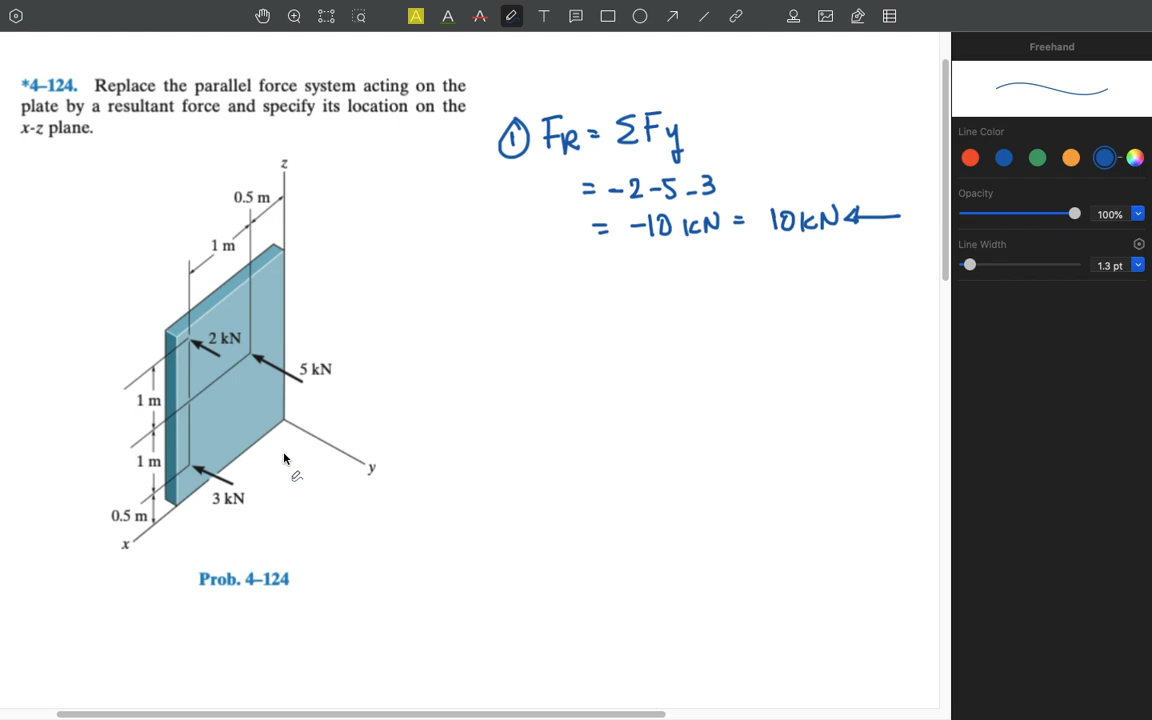 *4–124. Replace the parallel force system acting on the
plate by a resultant force and specify its location on the
x-z plane.
① FR = ΣFy
= -2 -5 -3
= -10 kN = 10 kN ←
z
0.5 m
1 m
2 kN
5 kN
1 m
1 m
y
3 kN
0.5 m
x
Prob. 4–124
A
A
A
T
Freehand
Line Color
Opacity
100%
Line Width
1.3 pt